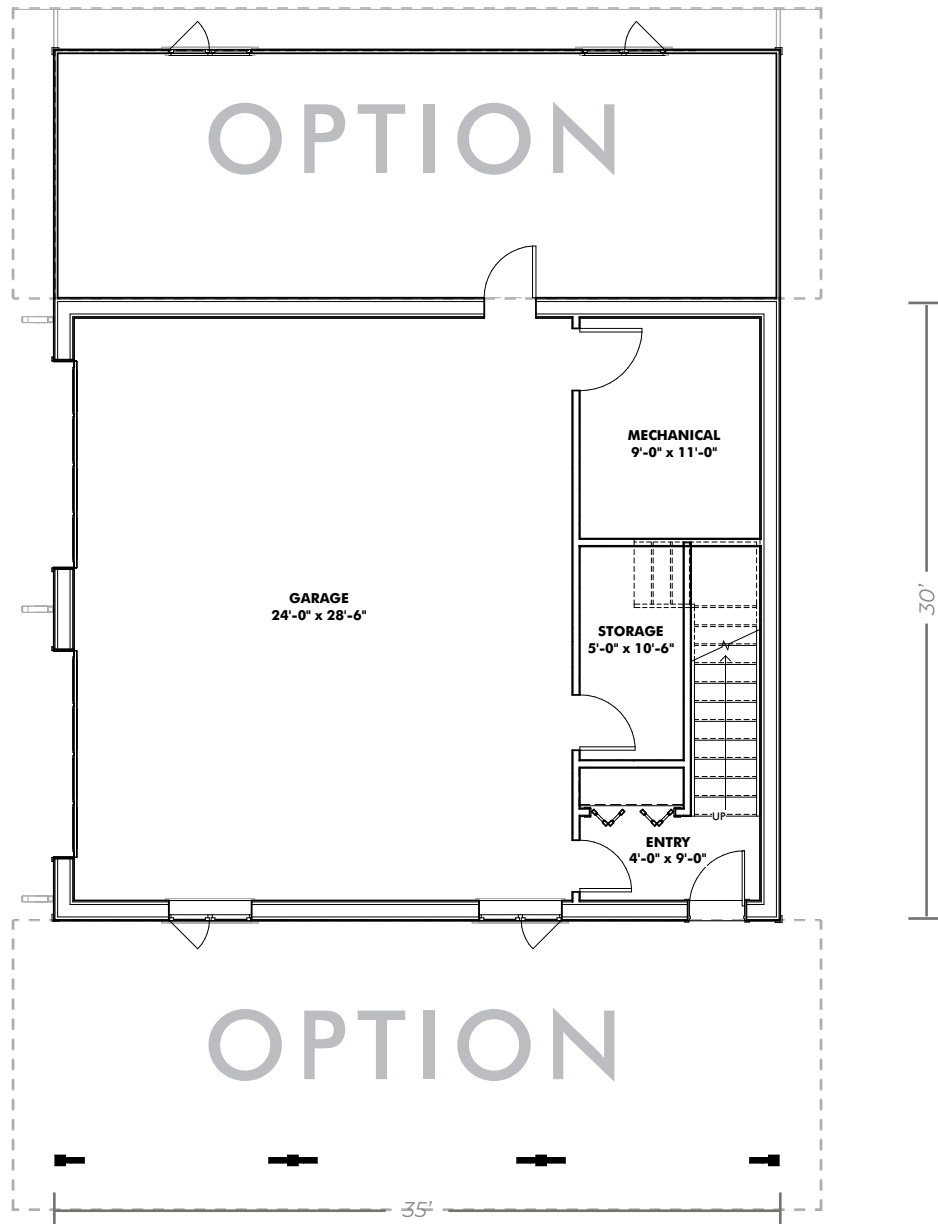 OPTION
MECHANICAL
9'-0" x 11'-0"
GARAGE
24'-0" x 28'-6"
30'
STORAGE
5'-0" x 10'-6"
UP
ENTRY
4'-0" x 9'-0"
OPTION
35'